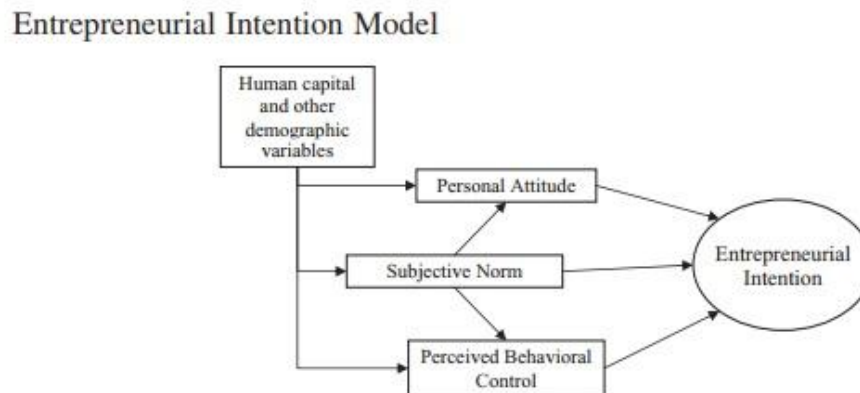 Entrepreneurial Intention Model
Human capital
and other
demographic
variables
Personal Attitude
Subjective Norm
Entrepreneurial
Intention
Perceived Behavioral
Control